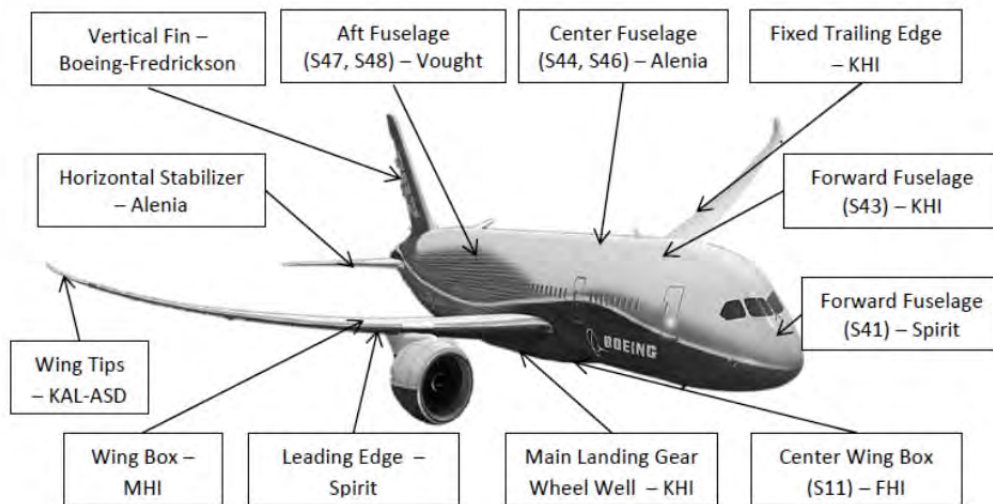 Vertical Fin –
Boeing-Fredrickson
Aft Fuselage
(S47, S48) – Vought
Center Fuselage
(S44, S46) – Alenia
Fixed Trailing Edge
– KHI
Horizontal Stabilizer
– Alenia
Forward Fuselage
(S43) – KHI
Forward Fuselage
(S41) – Spirit
BOEING
Wing Tips
– KAL-ASD
Wing Box –
MHI
Leading Edge –
Spirit
Main Landing Gear
Wheel Well – KHI
Center Wing Box
(S11) – FHI